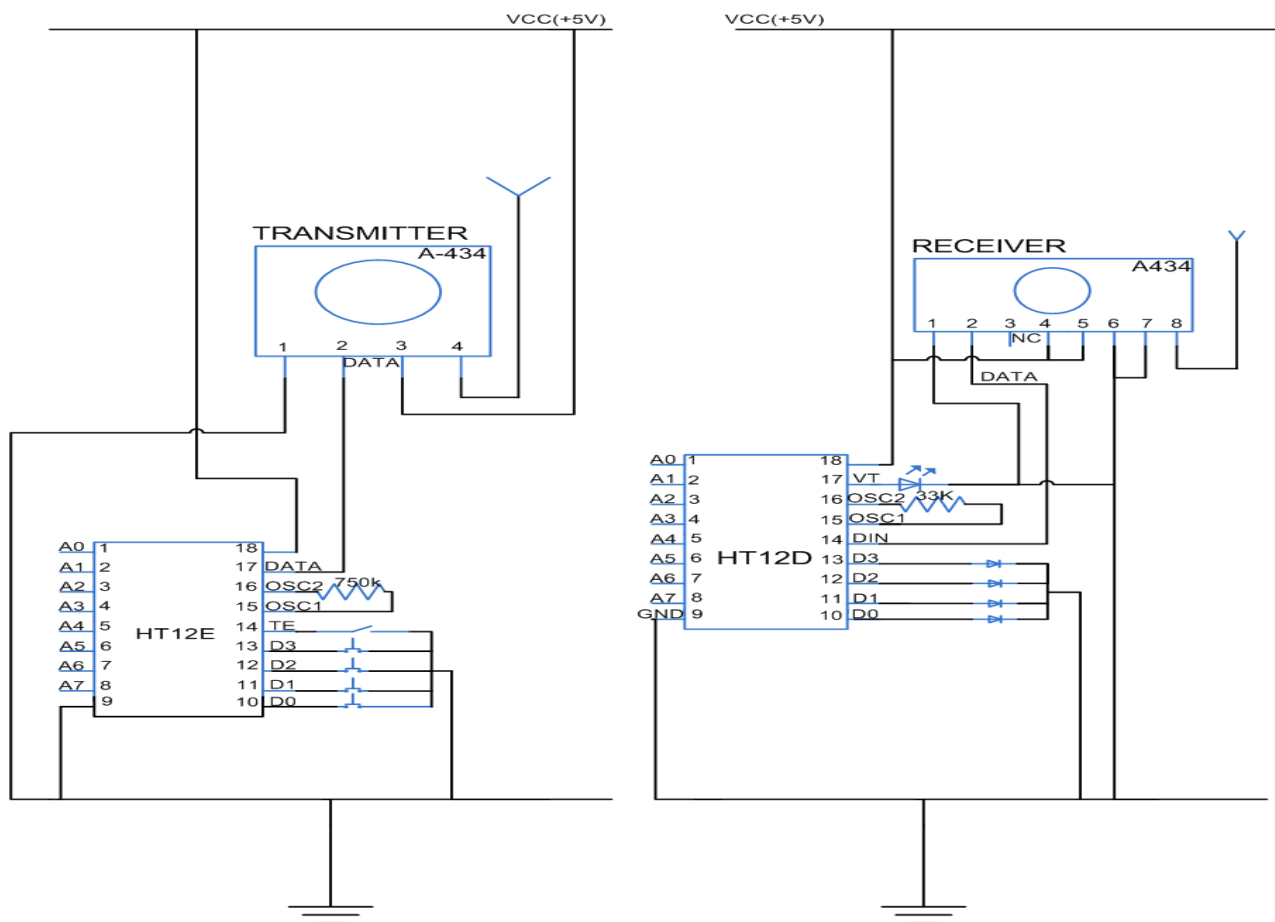 VCC(+5V)
TRANSMITTER
A-434
1 2 3 4
DATA
A0 1 18
A1 2 17 DATA
A2 3 16 OSC2 750k
A3 4 15 OSC1
A4 5 14 TE
A5 6 13 D3
A6 7 12 D2
A7 8 11 D1
9 10 D0
HT12E
VCC(+5V)
RECEIVER
A434
1 2 3 4 5 6 7 8
NC
DATA
A0 1 18
A1 2 17 VT
A2 3 16 OSC2 33K
A3 4 15 OSC1
A4 5 14 DIN
A5 6 13 D3
A6 7 12 D2
A7 8 11 D1
GND 9 10 D0
HT12D